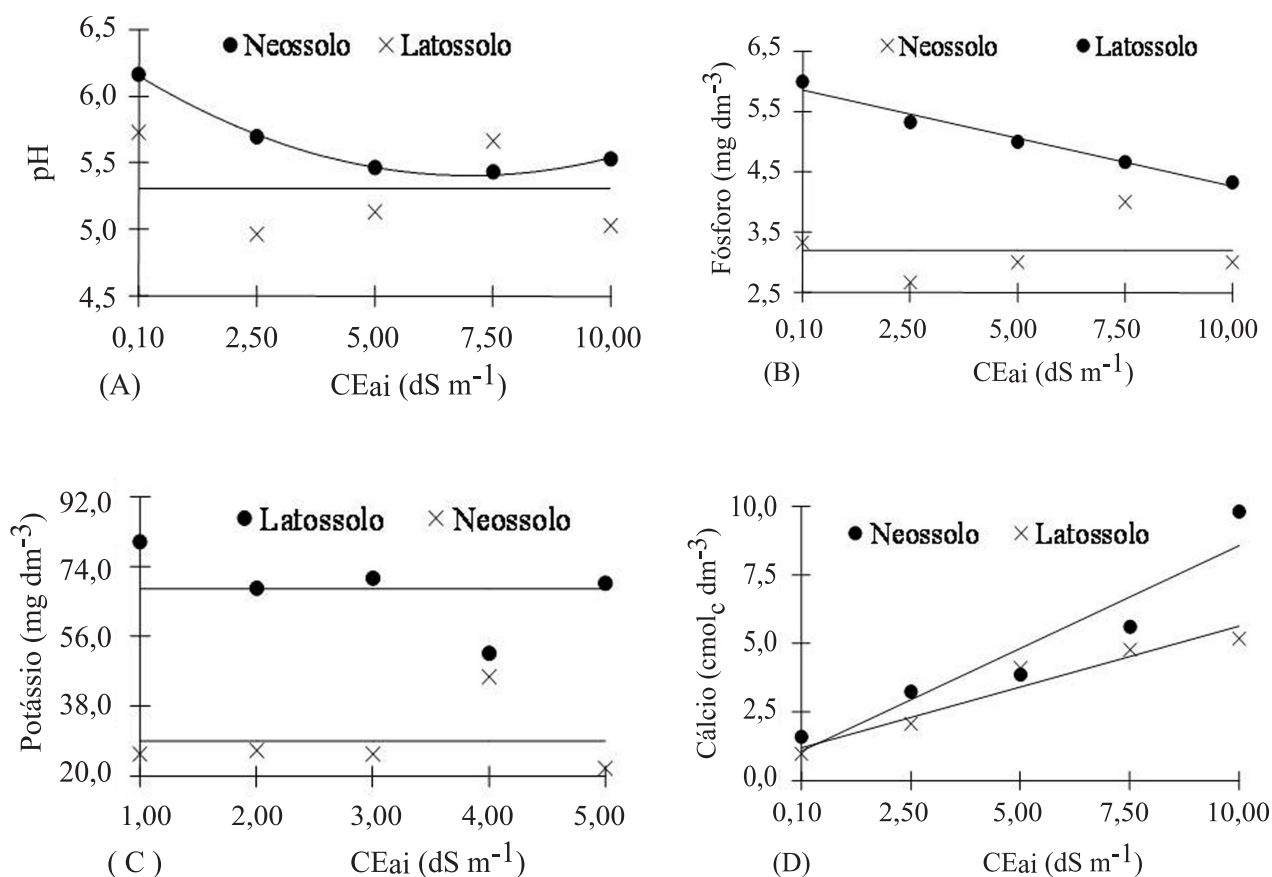 6,5
Neossolo Latossolo
6,0
5,5
pH
5,0
4,5
0,10 2,50 5,00 7,50 10,00
(A) CEai (dS m-1)
6,5
Neossolo Latossolo
5,5
4,5
Fósforo (mg dm-3)
3,5
2,5
0,10 2,50 5,00 7,50 10,00
(B) CEai (dS m-1)
92,0
Latossolo Neossolo
74,0
56,0
Potássio (mg dm-3)
38,0
20,0
1,00 2,00 3,00 4,00 5,00
( C ) CEai (dS m-1)
10,0
Neossolo Latossolo
7,5
5,0
Cálcio (cmolc dm-3)
2,5
0,0
0,10 2,50 5,00 7,50 10,00
(D) CEai (dS m-1)